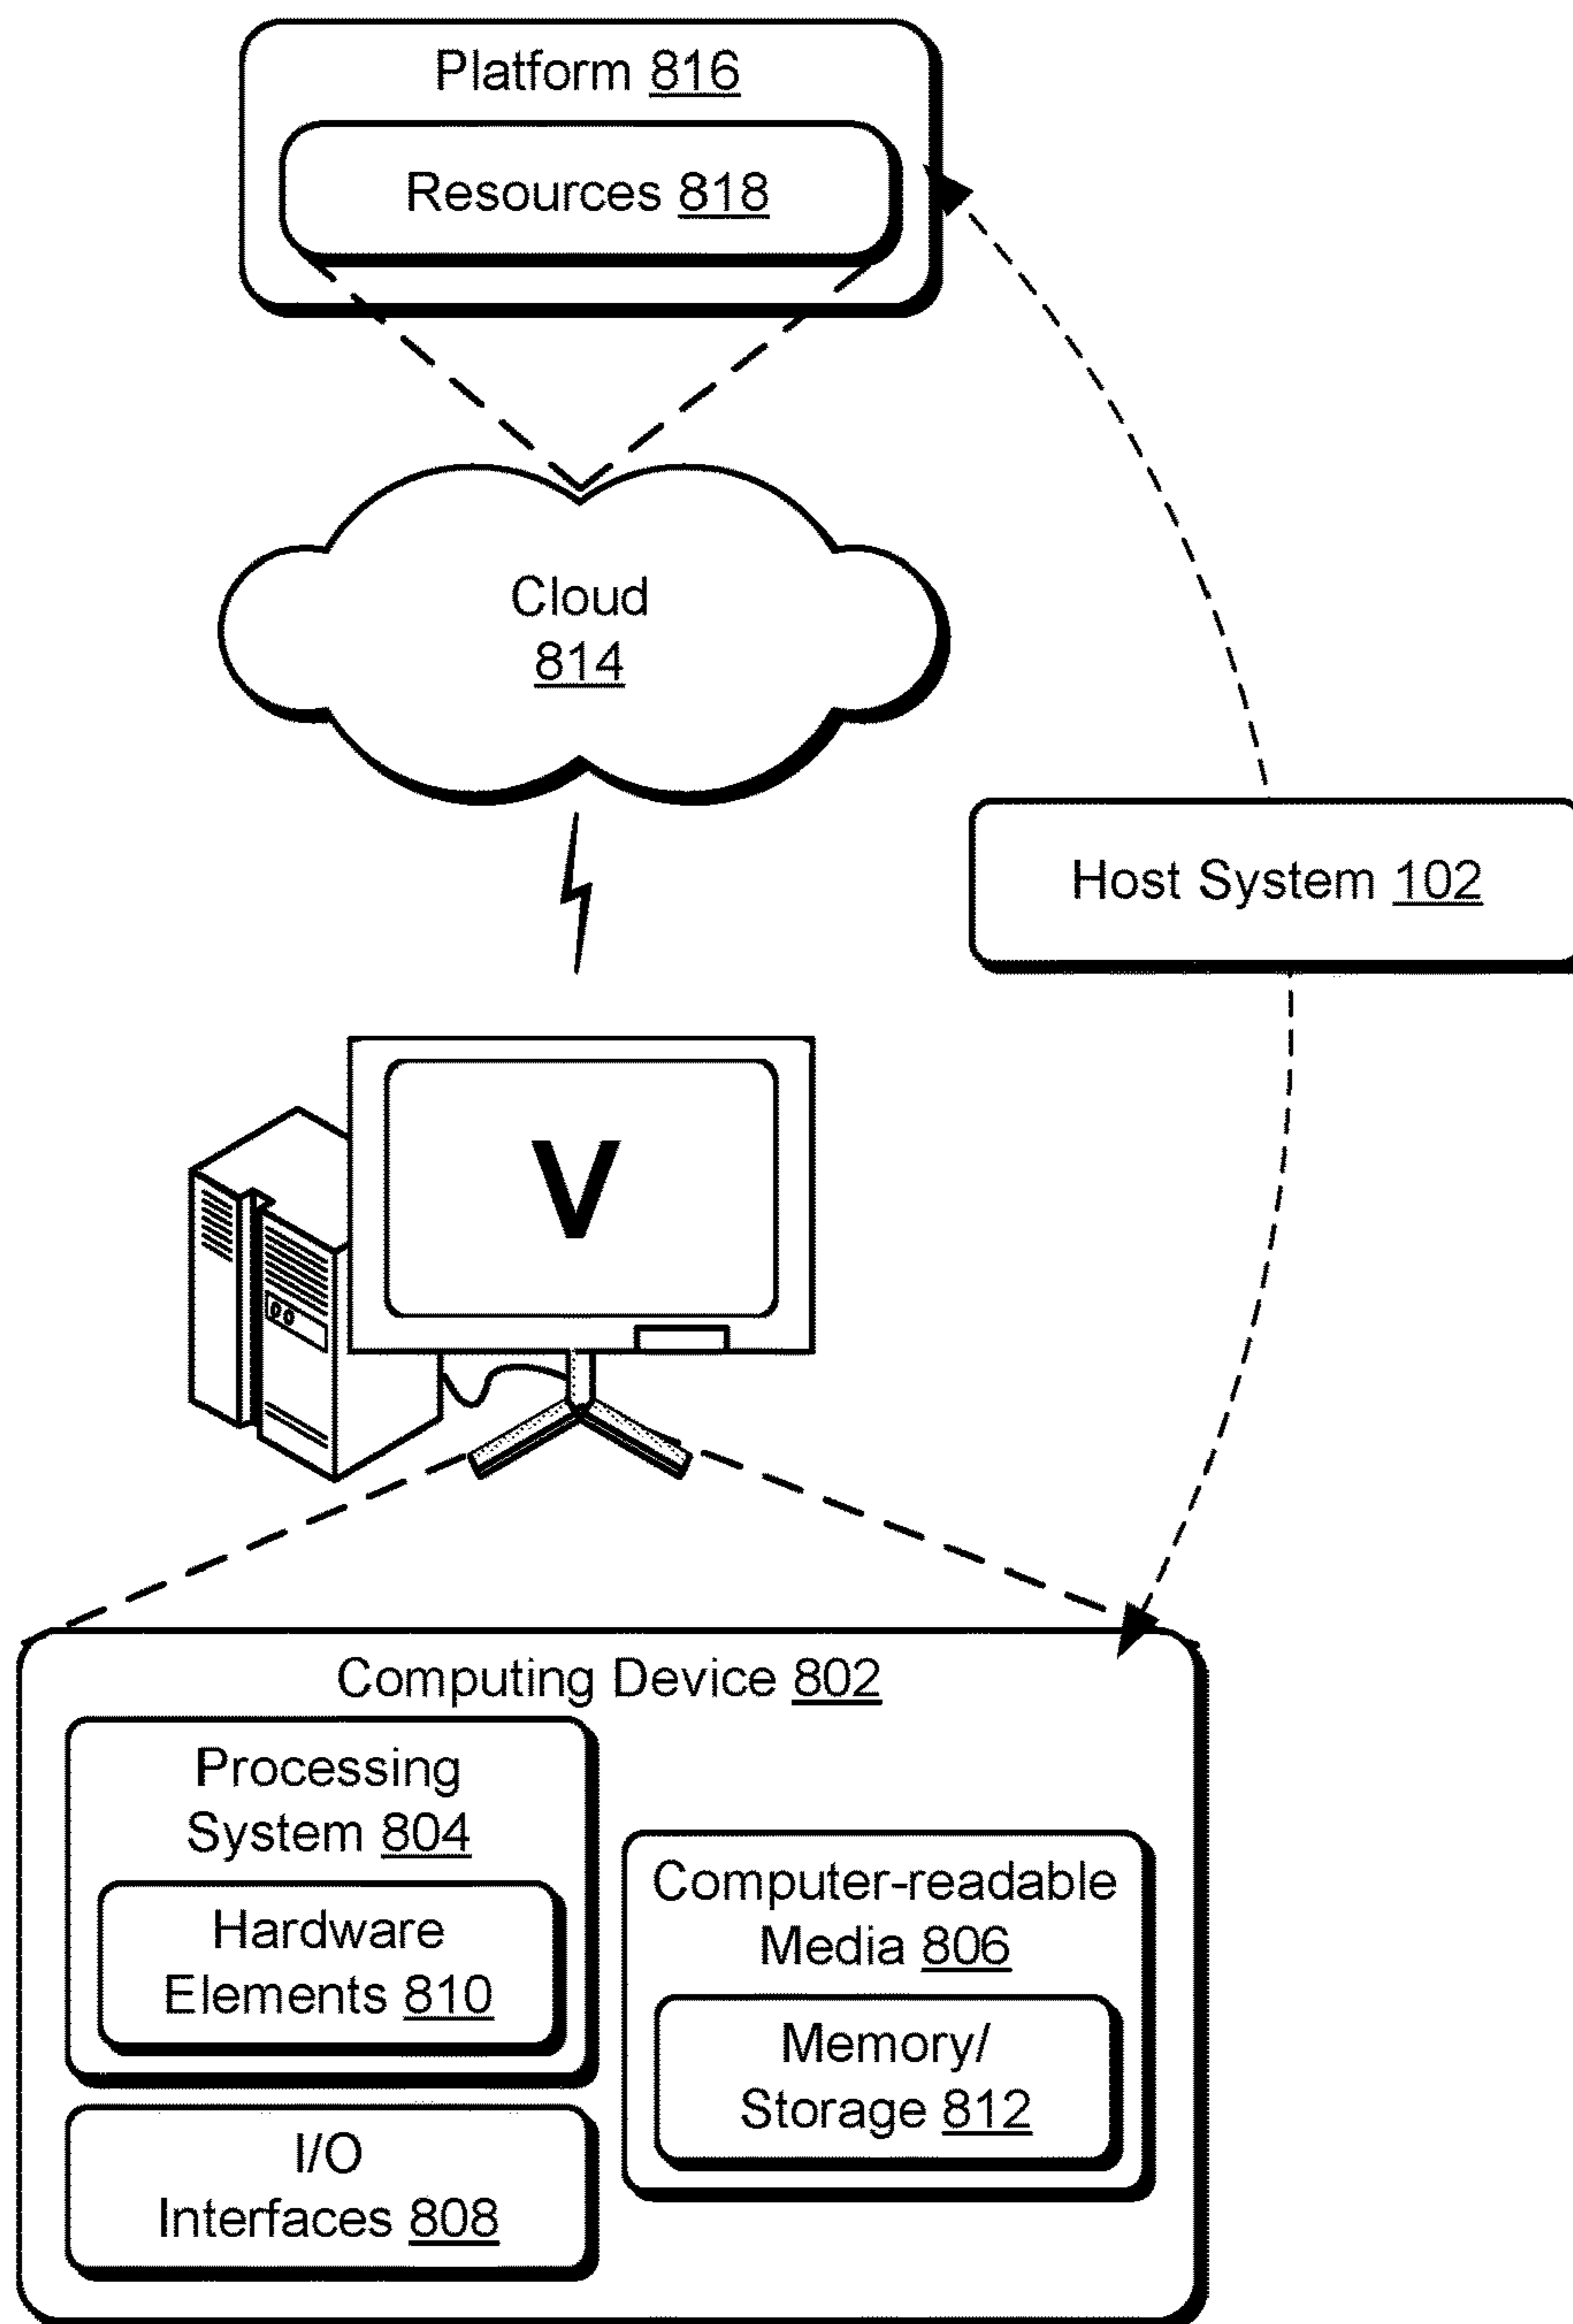 Platform 816
Resources 818
Cloud
814
Host System 102
V
Computing Device 802
Processing
System 804
Hardware
Elements 810
I/O
Interfaces 808
Computer-readable
Media 806
Memory/
Storage 812